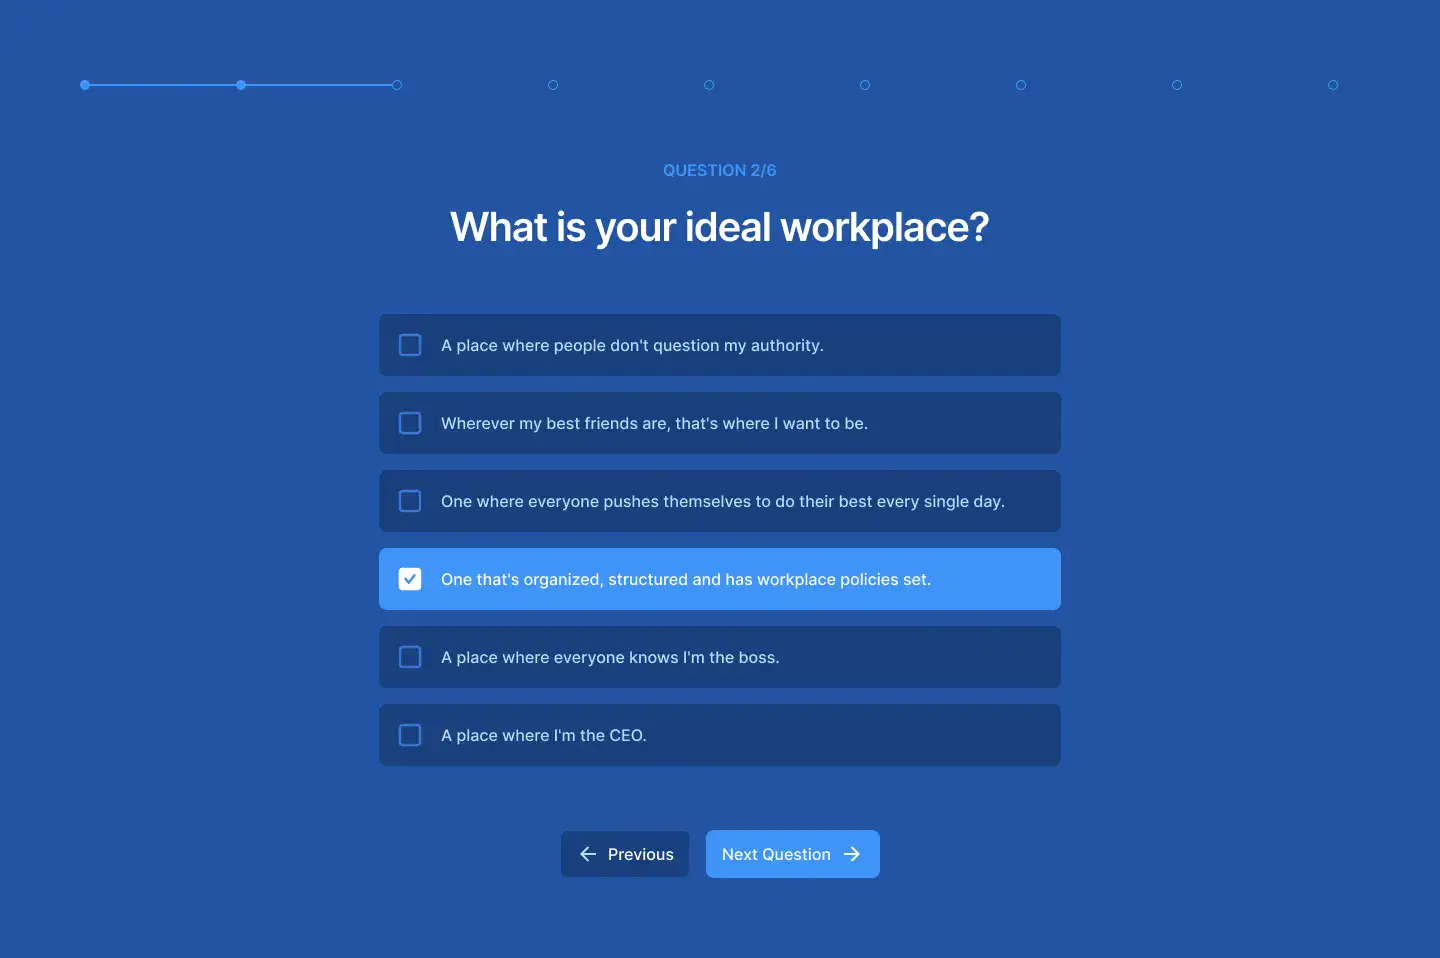 QUESTION 2/6
What is your ideal workplace?
A place where people don't question my authority.
Wherever my best friends are, that's where I want to be.
One where everyone pushes themselves to do their best every single day.
One that's organized, structured and has workplace policies set.
A place where everyone knows I'm the boss.
A place where I'm the CEO.
Previous
Next Question